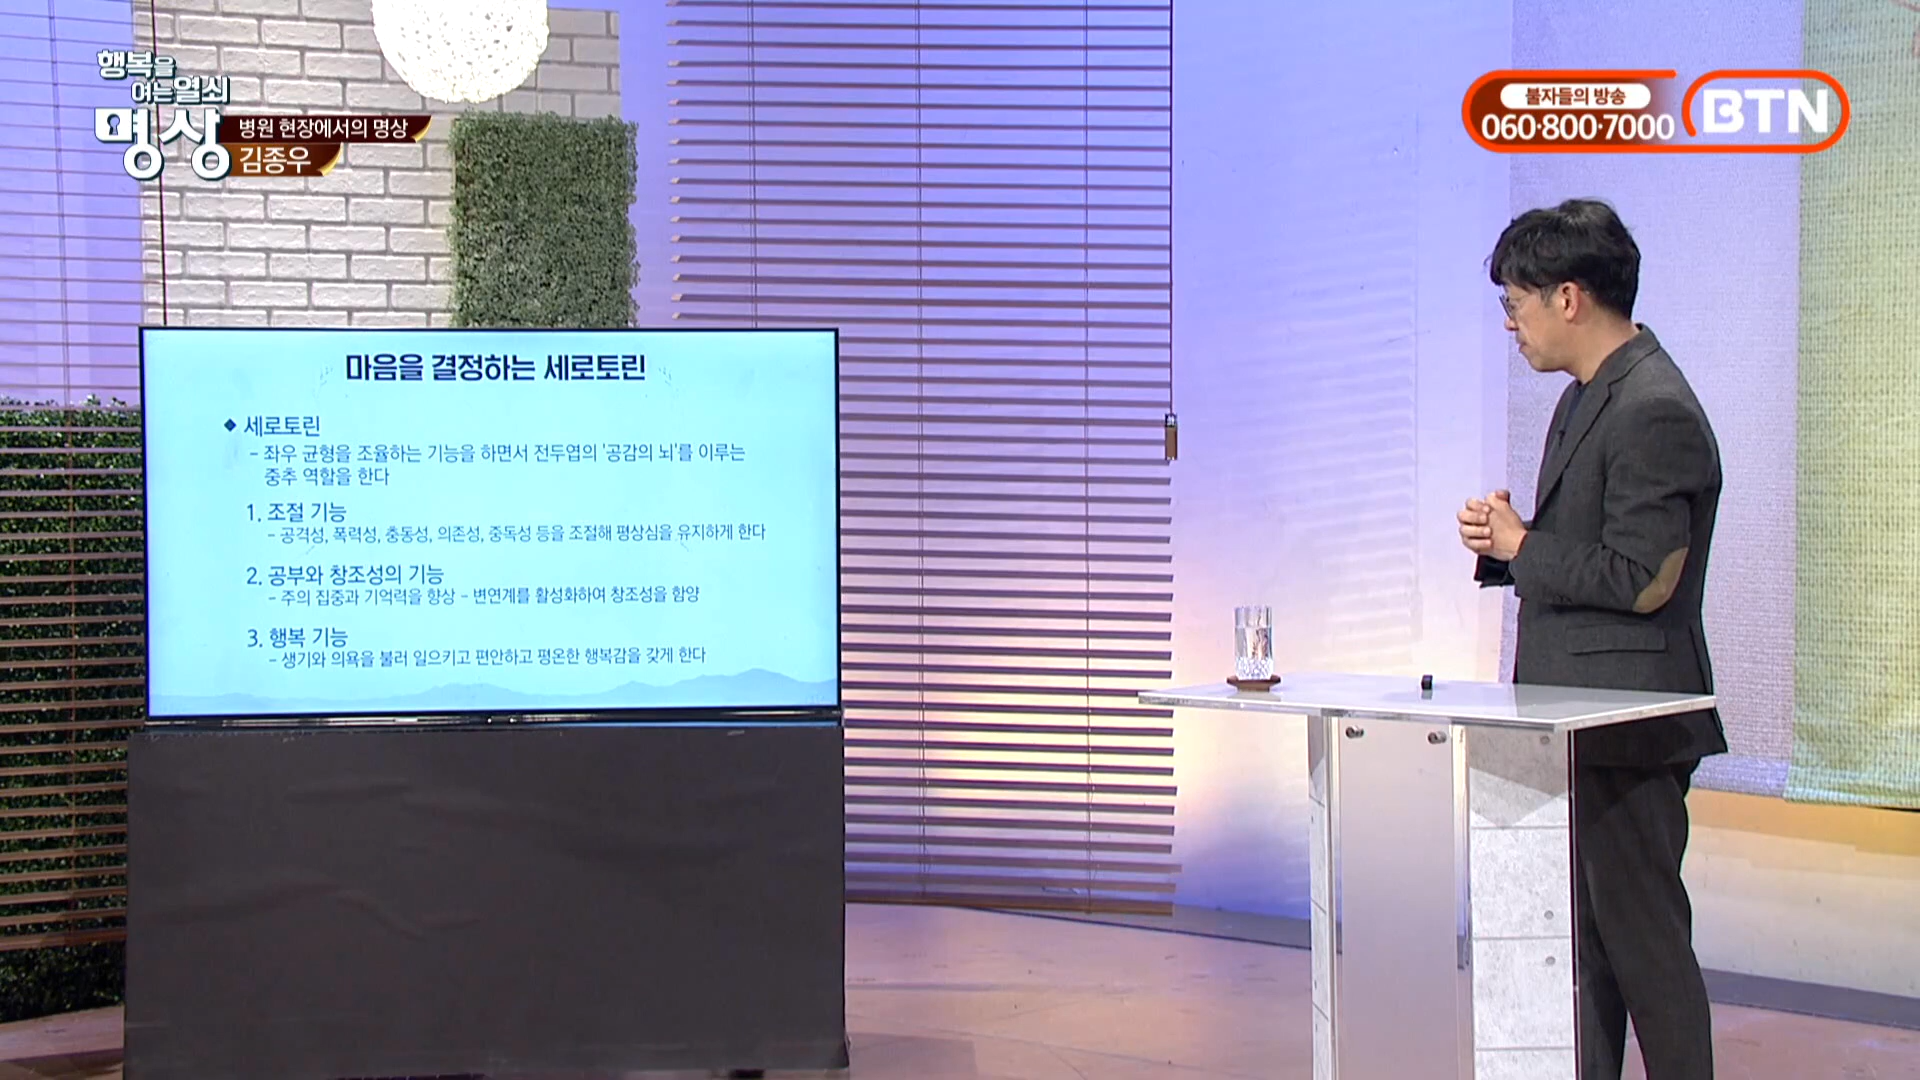 행복을
여는 열쇠
명상
병원 현장에서의 명상
김종우
불자들의 방송
060·800·7000
BTN
마음을 결정하는 세로토린
◆ 세로토린
- 좌우 균형을 조율하는 기능을 하면서 전두엽의 '공감의 뇌'를 이루는
중추 역할을 한다
1. 조절 기능
- 공격성, 폭력성, 충동성, 의존성, 중독성 등을 조절해 평상심을 유지하게 한다
2. 공부와 창조성의 기능
- 주의 집중과 기억력을 향상 - 변연계를 활성화하여 창조성을 함양
3. 행복 기능
- 생기와 의욕을 불러 일으키고 편안하고 평온한 행복감을 갖게 한다